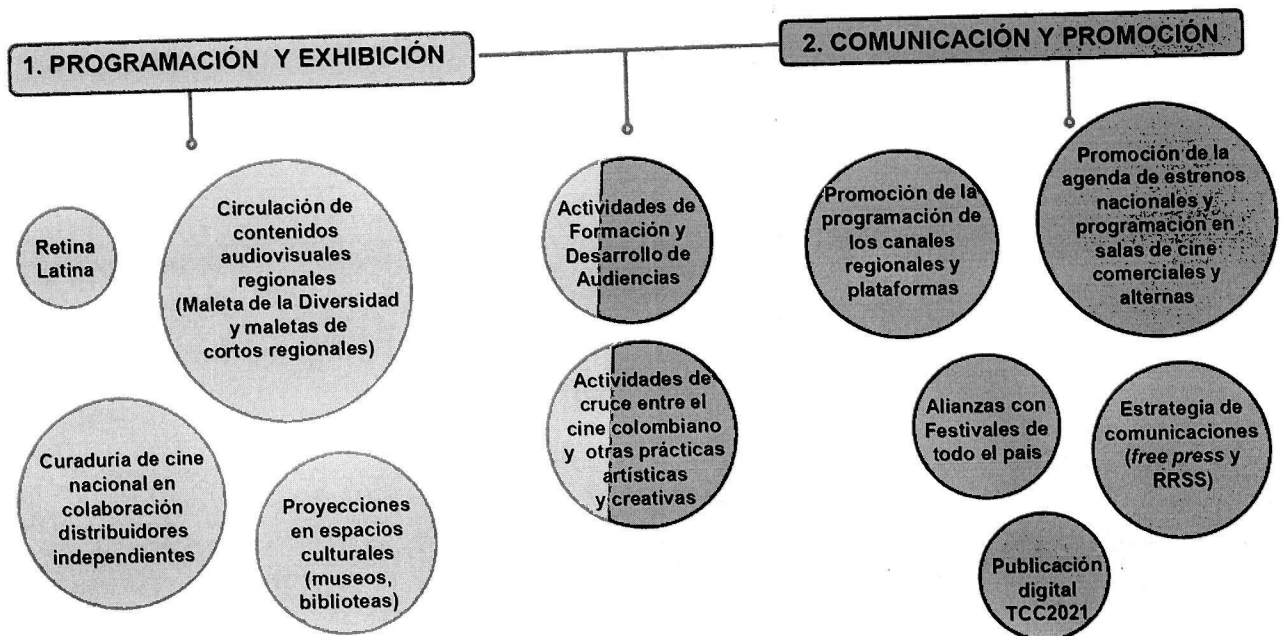 1. PROGRAMACIÓN Y EXHIBICIÓN
2. COMUNICACIÓN Y PROMOCIÓN
Retina
Latina
Circulación de
contenidos
audiovisuales
regionales
(Maleta de la Diversidad
y maletas de
cortos regionales)
Curaduría de cine
nacional en
colaboración
distribuidores
independientes
Proyecciones
en espacios
culturales
(museos,
biblioteas)
Actividades de
Formación y
Desarrollo de
Audiencias
Actividades de
cruce entre el
cine colombiano
y otras prácticas
artísticas
y creativas
Promoción de la
programación de
los canales
regionales y
plataformas
Promoción de la
agenda de estrenos
nacionales y
programación en
salas de cine
comerciales y
alternas
Alianzas con
Festivales de
todo el pais
Estrategia de
comunicaciones
(free press y
RRSS)
Publicación
digital
TCC2021